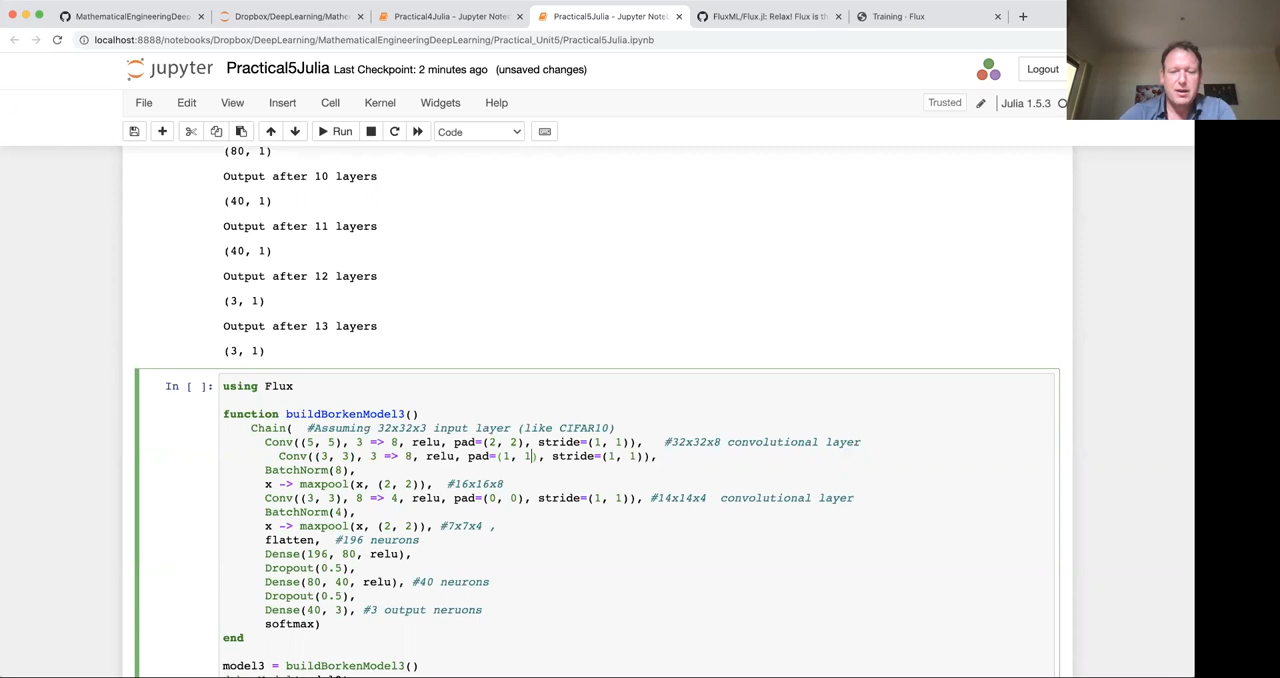 MathematicalEngineeringDeep
Dropbox/DeepLearning/Mathe
Practical4Julia - Jupyter Note
Practical5Julia - Jupyter Note
FluxML/Flux.jl: Relax! Flux is th
Training · Flux
localhost:8888/notebooks/Dropbox/DeepLearning/MathematicalEngineeringDeepLearning/Practical_Unit5/Practical5Julia.ipynb
jupyter Practical5Julia Last Checkpoint: 2 minutes ago (unsaved changes)
Logout
File Edit View Insert Cell Kernel Widgets Help
Trusted
Julia 1.5.3
Run
Code
(80, 1)
Output after 10 layers
(40, 1)
Output after 11 layers
(40, 1)
Output after 12 layers
(3, 1)
Output after 13 layers
(3, 1)
In [ ]: using Flux
function buildBorkenModel3()
Chain( #Assuming 32x32x3 input layer (like CIFAR10)
Conv((5, 5), 3 => 8, relu, pad=(2, 2), stride=(1, 1)), #32x32x8 convolutional layer
Conv((3, 3), 3 => 8, relu, pad=(1, 1), stride=(1, 1)),
BatchNorm(8),
x -> maxpool(x, (2, 2)), #16x16x8
Conv((3, 3), 8 => 4, relu, pad=(0, 0), stride=(1, 1)), #14x14x4 convolutional layer
BatchNorm(4),
x -> maxpool(x, (2, 2)), #7x7x4 ,
flatten, #196 neurons
Dense(196, 80, relu),
Dropout(0.5),
Dense(80, 40, relu), #40 neurons
Dropout(0.5),
Dense(40, 3), #3 output neruons
softmax)
end
model3 = buildBorkenModel3()